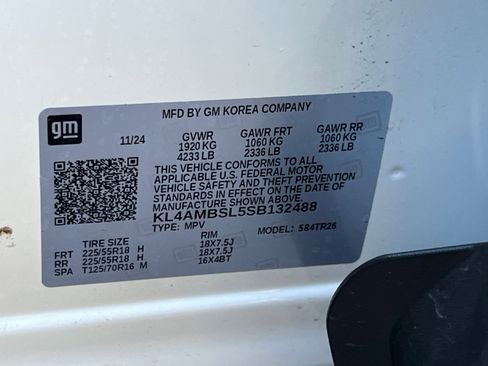 MFD BY GM KOREA COMPANY
gm
11/24 GVWR GAWR FRT GAWR RR
1920 KG 1060 KG 1060 KG
4233 LB 2336 LB 2336 LB
THIS VEHICLE CONFORMS TO ALL
APPLICABLE U.S. FEDERAL MOTOR
VEHICLE SAFETY AND THEFT PREVENTION
STANDARDS IN EFFECT ON THE DATE OF
MANUFACTURE SHOWN ABOVE.
KL4AMBSL5SB132488
TYPE: MPV MODEL: 584TR26
TIRE SIZE RIM
FRT 225/55R18 H 18X7.5J
RR 225/55R18 H 18X7.5J
SPA T125/70R16 M 16X4BT